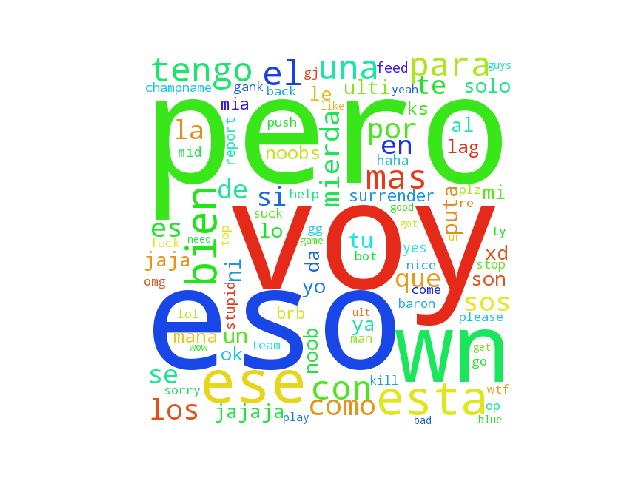 tengo el gj una feed para guys
champname gank back ulti yeah te solo
mia le like ks
pero
la push mierda por al
mid report noobs en lag
haha
de si help surrender mas puta plz mi
es suck lo gg tu good re
fuck need top game voy got ur ty
bien jaja ni da bot yes que xd
omg yo nice son stop
stupid come
eso
lol brb ult baron sos please
mana un ya wn
wow ok team noob man get
go
se ese con kill esta wtf
sorry
los jajaja play como bad op
blue